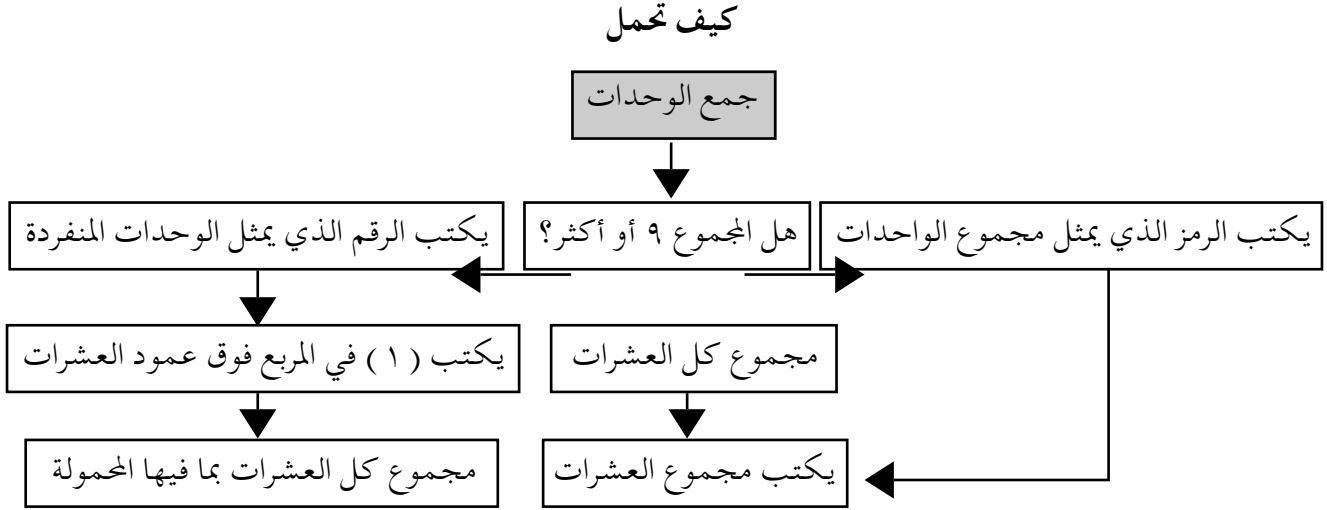 كيف تحمل
جمع الوحدات
يكتب الرمز الذي يمثل مجموع الواحدات
هل المجموع ٩ أو أكثر؟
يكتب الرقم الذي يمثل الوحدات المنفردة
مجموع كل العشرات
يكتب (١) في المربع فوق عمود العشرات
يكتب مجموع العشرات
مجموع كل العشرات بما فيها المحمولة